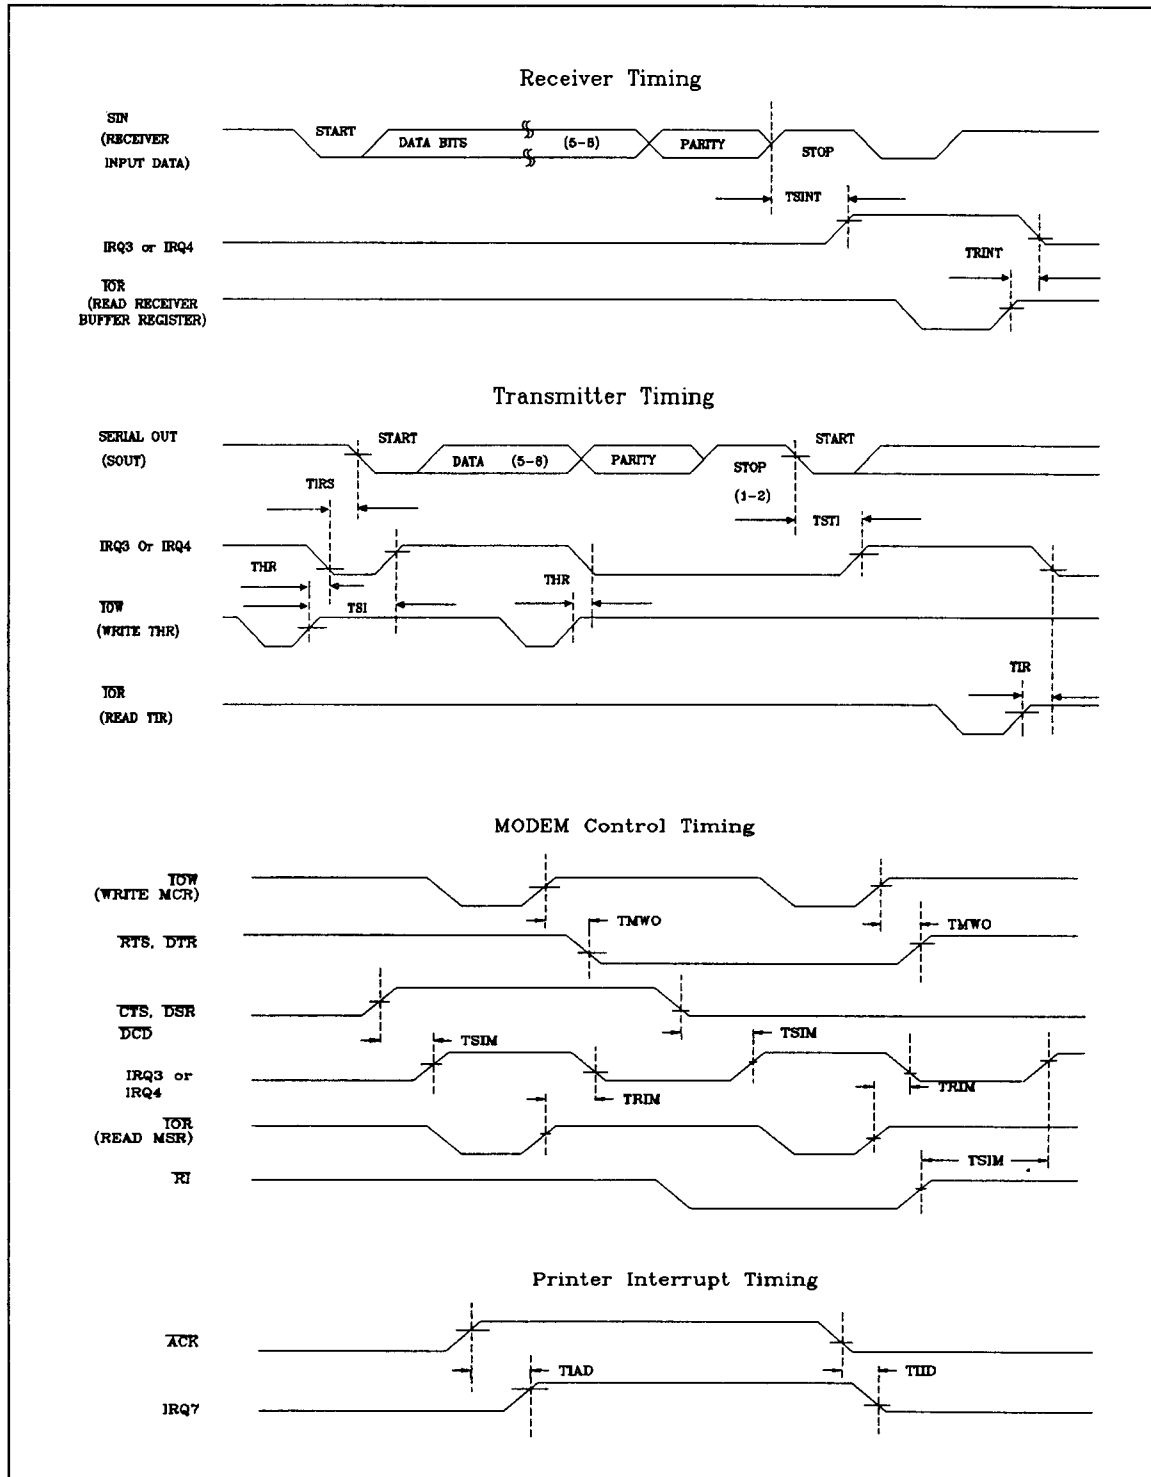 Receiver Timing
SIN
(RECEIVER
INPUT DATA)
START
DATA BITS
(5-8)
PARITY
STOP
TSINT
IRQ3 or IRQ4
TRINT
IOR
(READ RECEIVER
BUFFER REGISTER)
Transmitter Timing
SERIAL OUT
(SOUT)
START
DATA (5-8)
PARITY
STOP
(1-2)
START
TIRS
TSTI
IRQ3 Or IRQ4
THR
THR
TSI
IOW
(WRITE THR)
TIR
IOR
(READ TIR)
MODEM Control Timing
IOW
(WRITE MCR)
TMWO
TMWO
RTS, DTR
CTS, DSR
DCD
TSIM
TSIM
IRQ3 or
IRQ4
TRIM
TRIM
IOR
(READ MSR)
TSIM
RI
Printer Interrupt Timing
ACK
TIAD
TIID
IRQ7